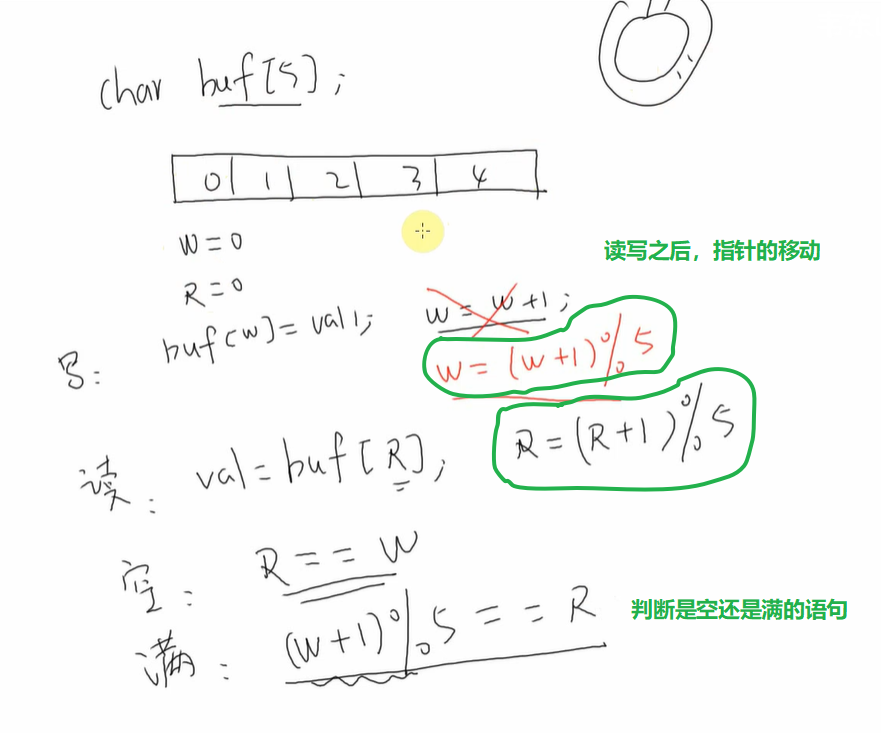 char buf[5];
0 1 2 3 4
W=0
R=0
读写之后，指针的移动
写: buf[w]=val1; w=w+1;
w=(w+1)%5
读: val=buf[R]; R=(R+1)%5
空: R==W
满: (W+1)%5==R
判断是空还是满的语句